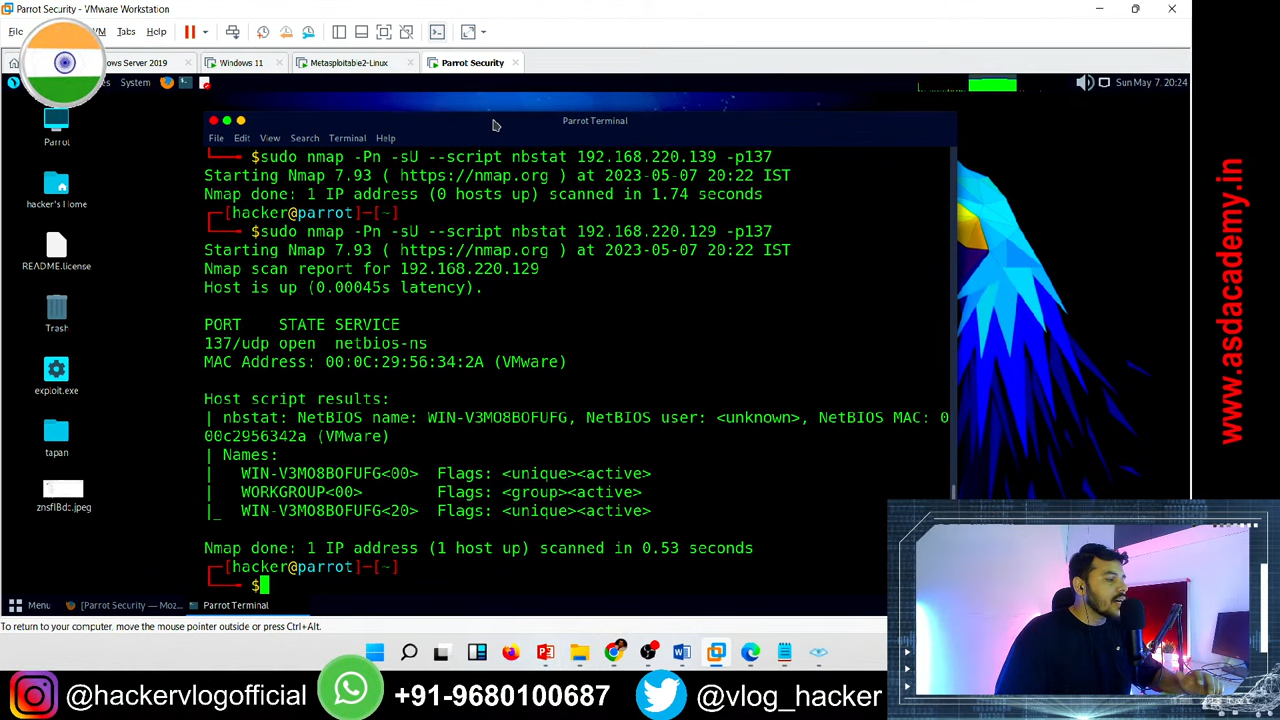 Parrot Security - VMware Workstation
File VM Tabs Help
ows Server 2019 Windows 11 Metasploitable2-Linux Parrot Security
es System Sun May 7, 20:24
Parrot Terminal
File Edit View Search Terminal Help
$sudo nmap -Pn -sU --script nbstat 192.168.220.139 -p137
Starting Nmap 7.93 ( https://nmap.org ) at 2023-05-07 20:22 IST
Nmap done: 1 IP address (0 hosts up) scanned in 1.74 seconds
[hacker@parrot]-[~]
$sudo nmap -Pn -sU --script nbstat 192.168.220.129 -p137
Starting Nmap 7.93 ( https://nmap.org ) at 2023-05-07 20:22 IST
Nmap scan report for 192.168.220.129
Host is up (0.00045s latency).
PORT STATE SERVICE
137/udp open netbios-ns
MAC Address: 00:0C:29:56:34:2A (VMware)
Host script results:
| nbstat: NetBIOS name: WIN-V3MO8BOFUFG, NetBIOS user: <unknown>, NetBIOS MAC: 0
00c2956342a (VMware)
| Names:
| WIN-V3MO8BOFUFG<00> Flags: <unique><active>
| WORKGROUP<00> Flags: <group><active>
|_ WIN-V3MO8BOFUFG<20> Flags: <unique><active>
Nmap done: 1 IP address (1 host up) scanned in 0.53 seconds
[hacker@parrot]-[~]
$
Parrot
hacker's Home
README.license
Trash
exploit.exe
tapan
znsflBdc.jpeg
Menu [Parrot Security — Moz... Parrot Terminal
To return to your computer, move the mouse pointer outside or press Ctrl+Alt.
www.asdacademy.in
@hackervlogofficial +91-9680100687 @vlog_hacker